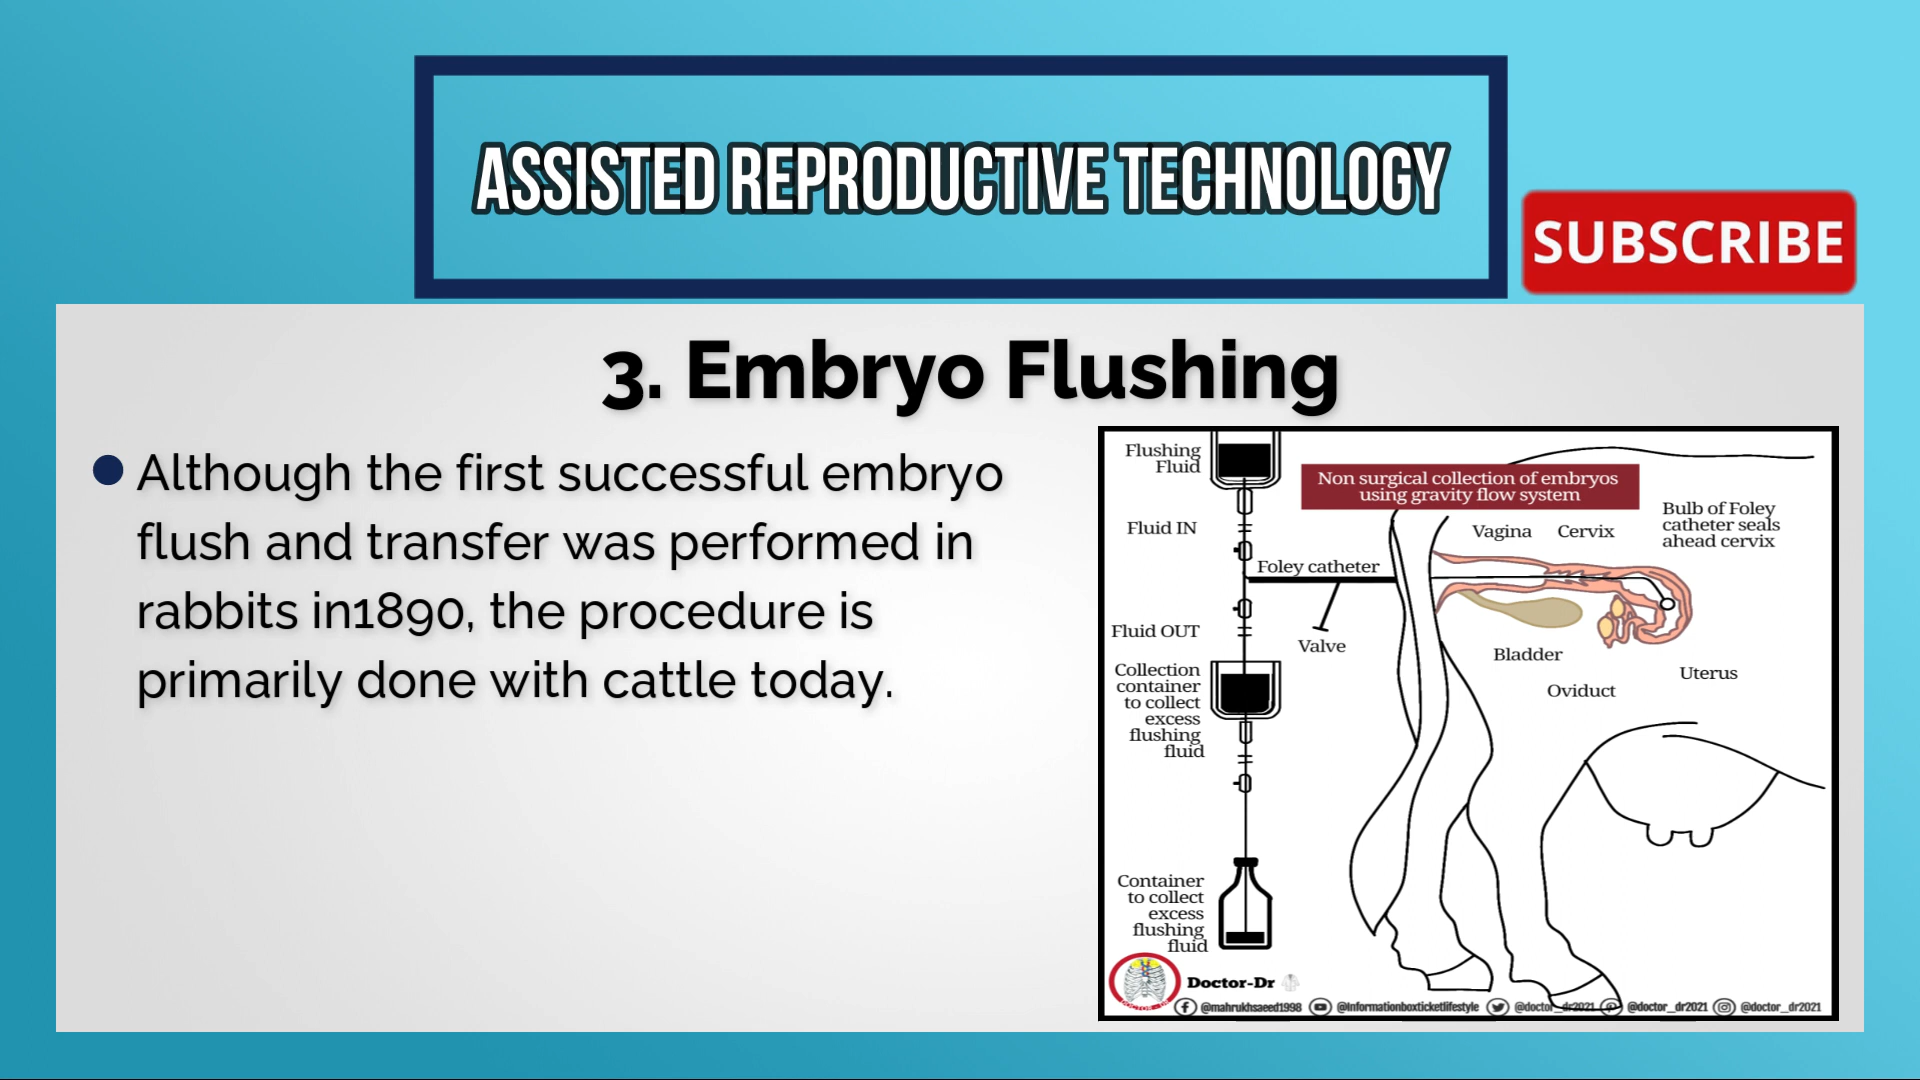 ASSISTED REPRODUCTIVE TECHNOLOGY
SUBSCRIBE
3. Embryo Flushing
Although the first successful embryo
flush and transfer was performed in
rabbits in1890, the procedure is
primarily done with cattle today.
Flushing
Fluid
Non surgical collection of embryos
using gravity flow system
Fluid IN
Vagina
Cervix
Bulb of Foley
catheter seals
ahead cervix
Foley catheter
Fluid OUT
Valve
Bladder
Oviduct
Uterus
Collection
container
to collect
excess
flushing
fluid
Container
to collect
excess
flushing
fluid
Doctor-Dr
@mahrukhsaeed1998
@informationboxticketlifestyle
@doctor_dr2021
@doctor_dr2021
@doctor_dr2021